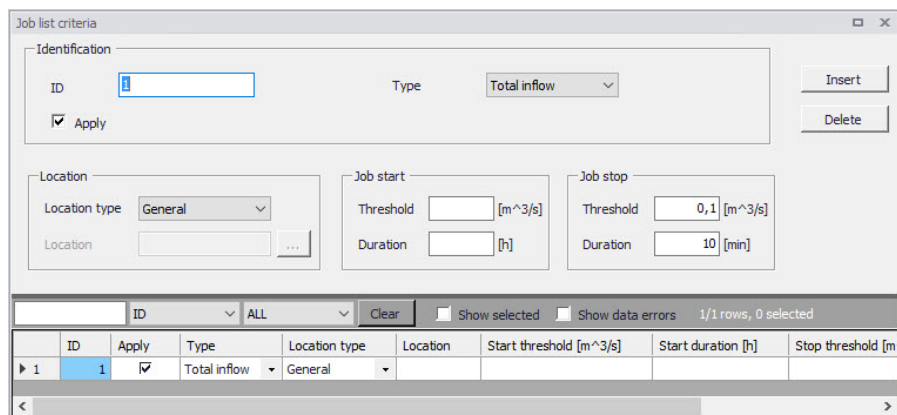 Job list criteria
Identification
ID 1 Type Total inflow Insert
Apply Delete
Location Job start Job stop
Location type General Threshold [m^3/s] Threshold 0,1 [m^3/s]
Location ... Duration [h] Duration 10 [min]
ID ALL Clear Show selected Show data errors 1/1 rows, 0 selected
ID Apply Type Location type Location Start threshold [m^3/s] Start duration [h] Stop threshold [m
1 1 Total inflow General